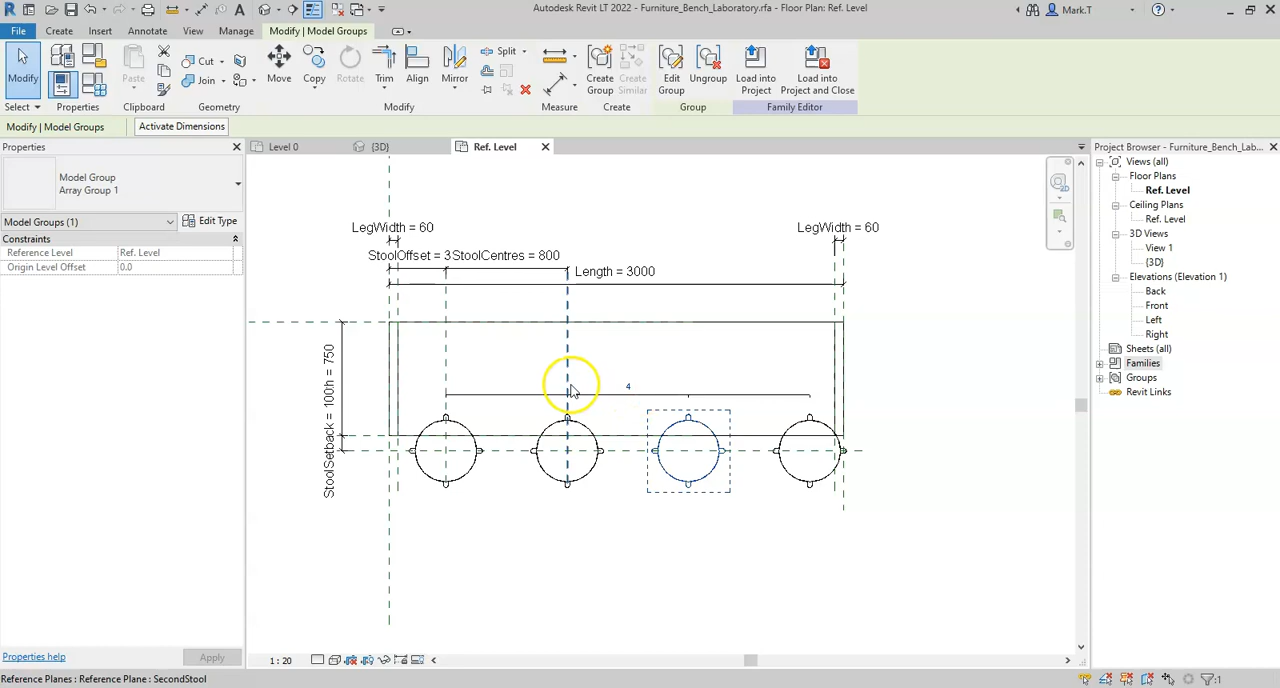 Autodesk Revit LT 2022 - Furniture_Bench_Laboratory.rfa - Floor Plan: Ref. Level
Mark.T
File Create Insert Annotate View Manage Modify | Model Groups
Modify
Paste
Cut
Join
Move
Copy
Rotate
Trim
Align
Mirror
Split
Create Group
Create Similar
Edit Group
Ungroup
Load into Project
Load into Project and Close
Select Properties Clipboard Geometry Modify Measure Create Group Family Editor
Modify | Model Groups Activate Dimensions
Properties
Model Group
Array Group 1
Model Groups (1) Edit Type
Constraints
Reference Level Ref. Level
Origin Level Offset 0.0
Properties help
Apply
Level 0 {3D} Ref. Level
2D
LegWidth = 60 LegWidth = 60
StoolOffset = 3StoolCentres = 800
Length = 3000
StoolSetback = 100
h = 750
4
1 : 20
Project Browser - Furniture_Bench_Lab...
Views (all)
Floor Plans
Ref. Level
Ceiling Plans
Ref. Level
3D Views
View 1
{3D}
Elevations (Elevation 1)
Back
Front
Left
Right
Sheets (all)
Families
Groups
Revit Links
Reference Planes : Reference Plane : SecondStool
:1